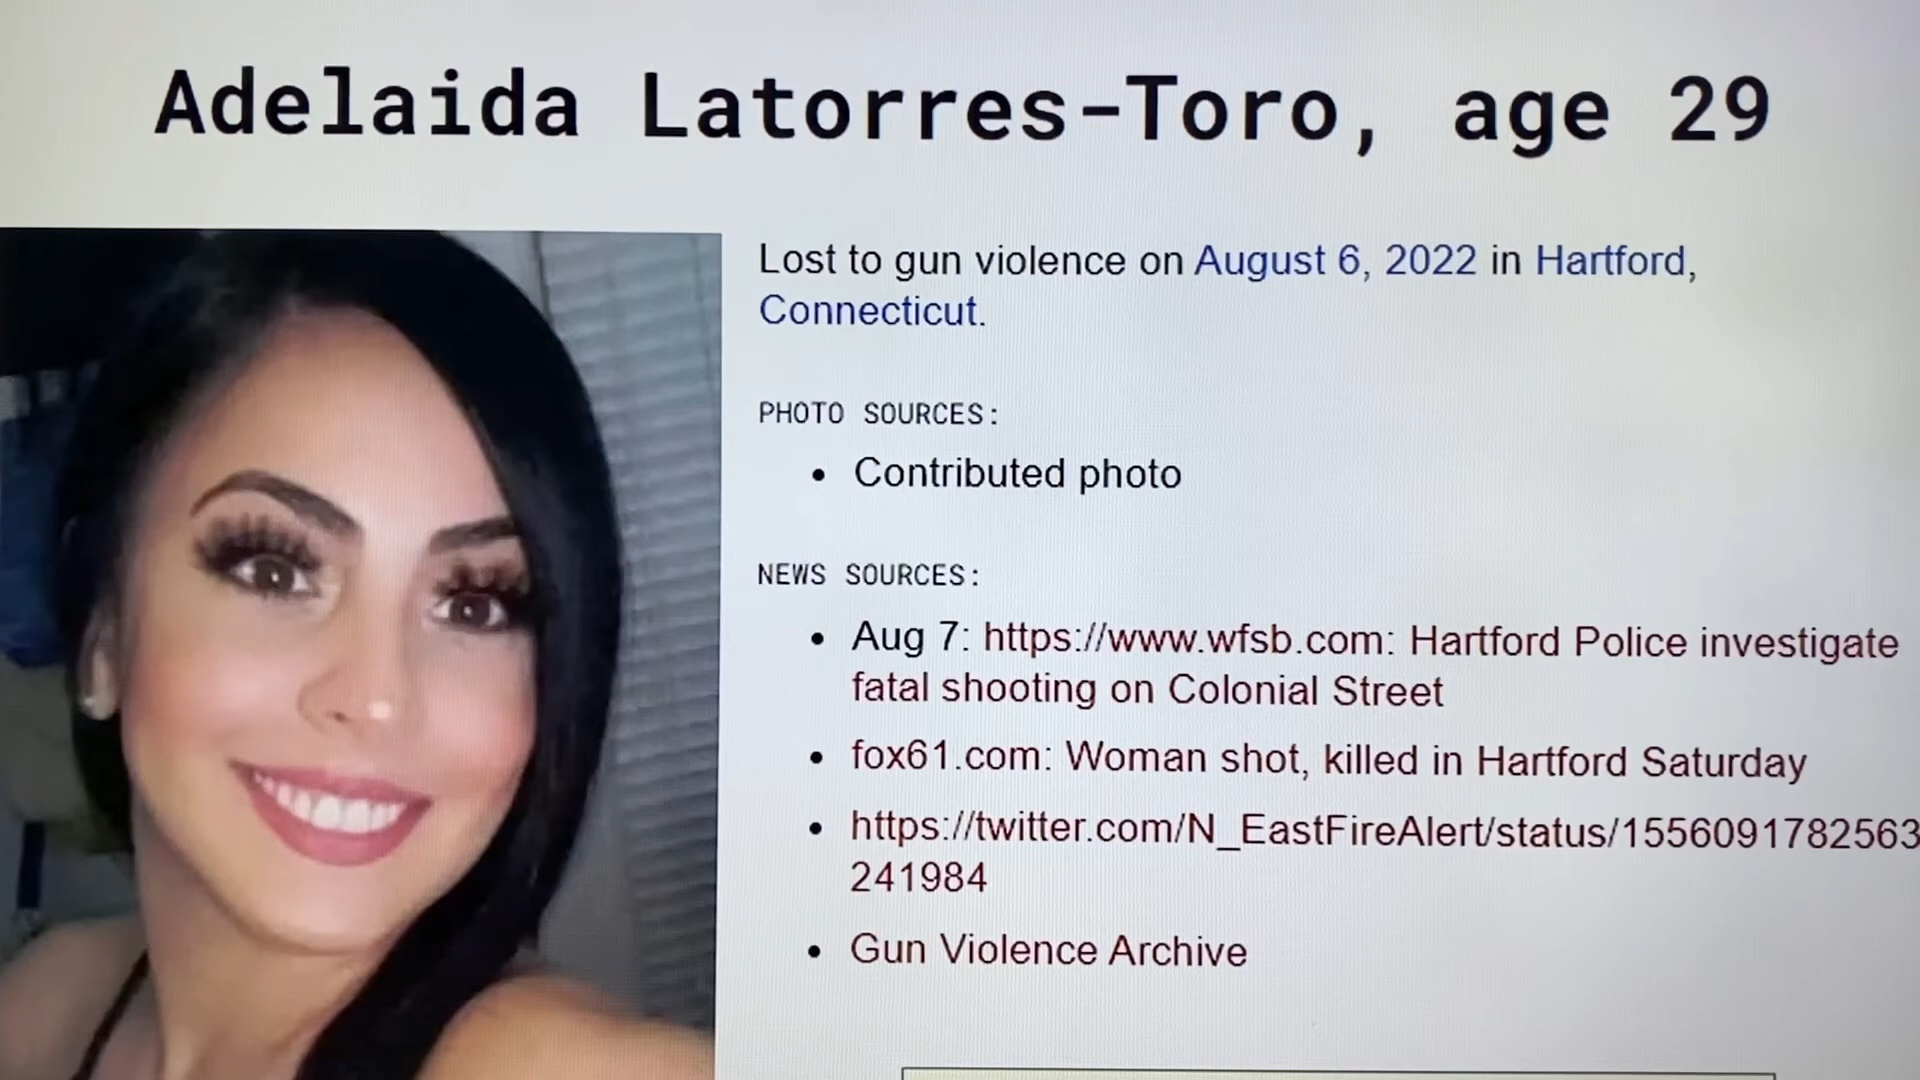 Adelaida Latorres-Toro, age 29
Lost to gun violence on August 6, 2022 in Hartford,
Connecticut.
PHOTO SOURCES:
• Contributed photo
NEWS SOURCES:
• Aug 7: https://www.wfsb.com: Hartford Police investigate
fatal shooting on Colonial Street
• fox61.com: Woman shot, killed in Hartford Saturday
• https://twitter.com/N_EastFireAlert/status/1556091782563
241984
• Gun Violence Archive